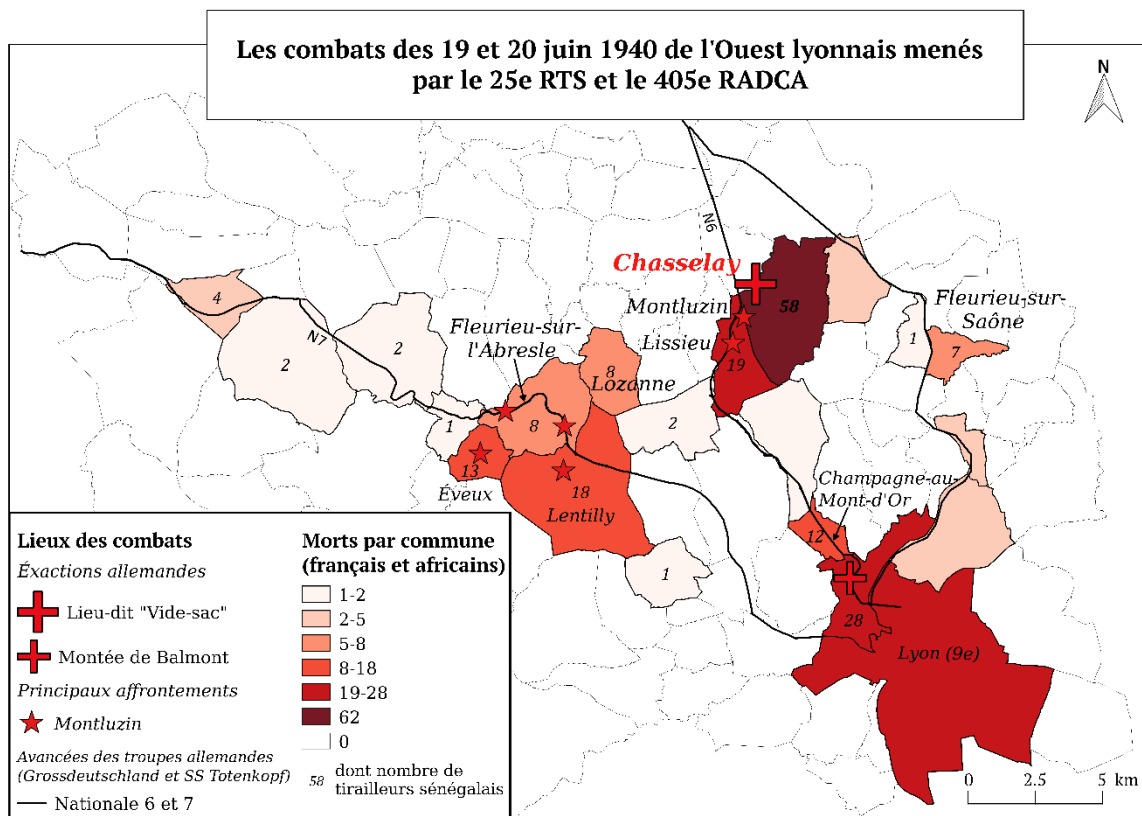 Les combats des 19 et 20 juin 1940 de l'Ouest lyonnais menés
par le 25e RTS et le 405e RADCA
N
N6
Chasselay
4
58
Montluzin
Fleurieu-sur-
Saône
Fleurieu-sur-
l'Abresle
Lissieu
1
7
2
N7
2
8
19
Lozanne
1
8
2
13
Éveux
18
Lentilly
Champagne-au-
Mont-d'Or
12
1
28
Lyon (9e)
Lieux des combats
Éxactions allemandes
Lieu-dit "Vide-sac"
Montée de Balmont
Principaux affrontements
Montluzin
Avancées des troupes allemandes
(Grossdeutschland et SS Totenkopf)
Nationale 6 et 7
Morts par commune
(français et africains)
1-2
2-5
5-8
8-18
19-28
62
0
58 dont nombre de
tirailleurs sénégalais
0 2.5 5 km